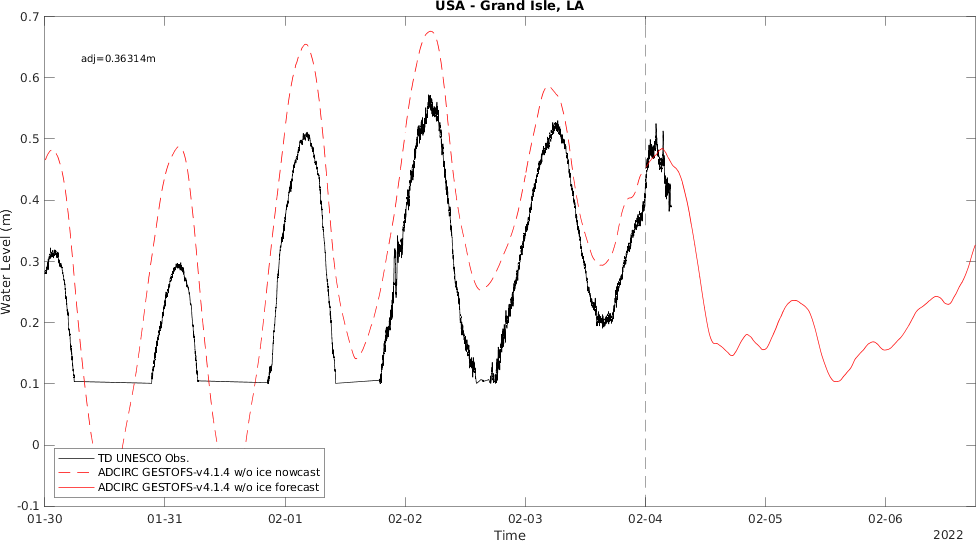 USA - Grand Isle, LA
adj=0.36314m
0.7
0.6
0.5
0.4
0.3
0.2
0.1
0
-0.1
Water Level (m)
TD UNESCO Obs.
ADCIRC GESTOFS-v4.1.4 w/o ice nowcast
ADCIRC GESTOFS-v4.1.4 w/o ice forecast
01-30 01-31 02-01 02-02 02-03 02-04 02-05 02-06
Time
2022